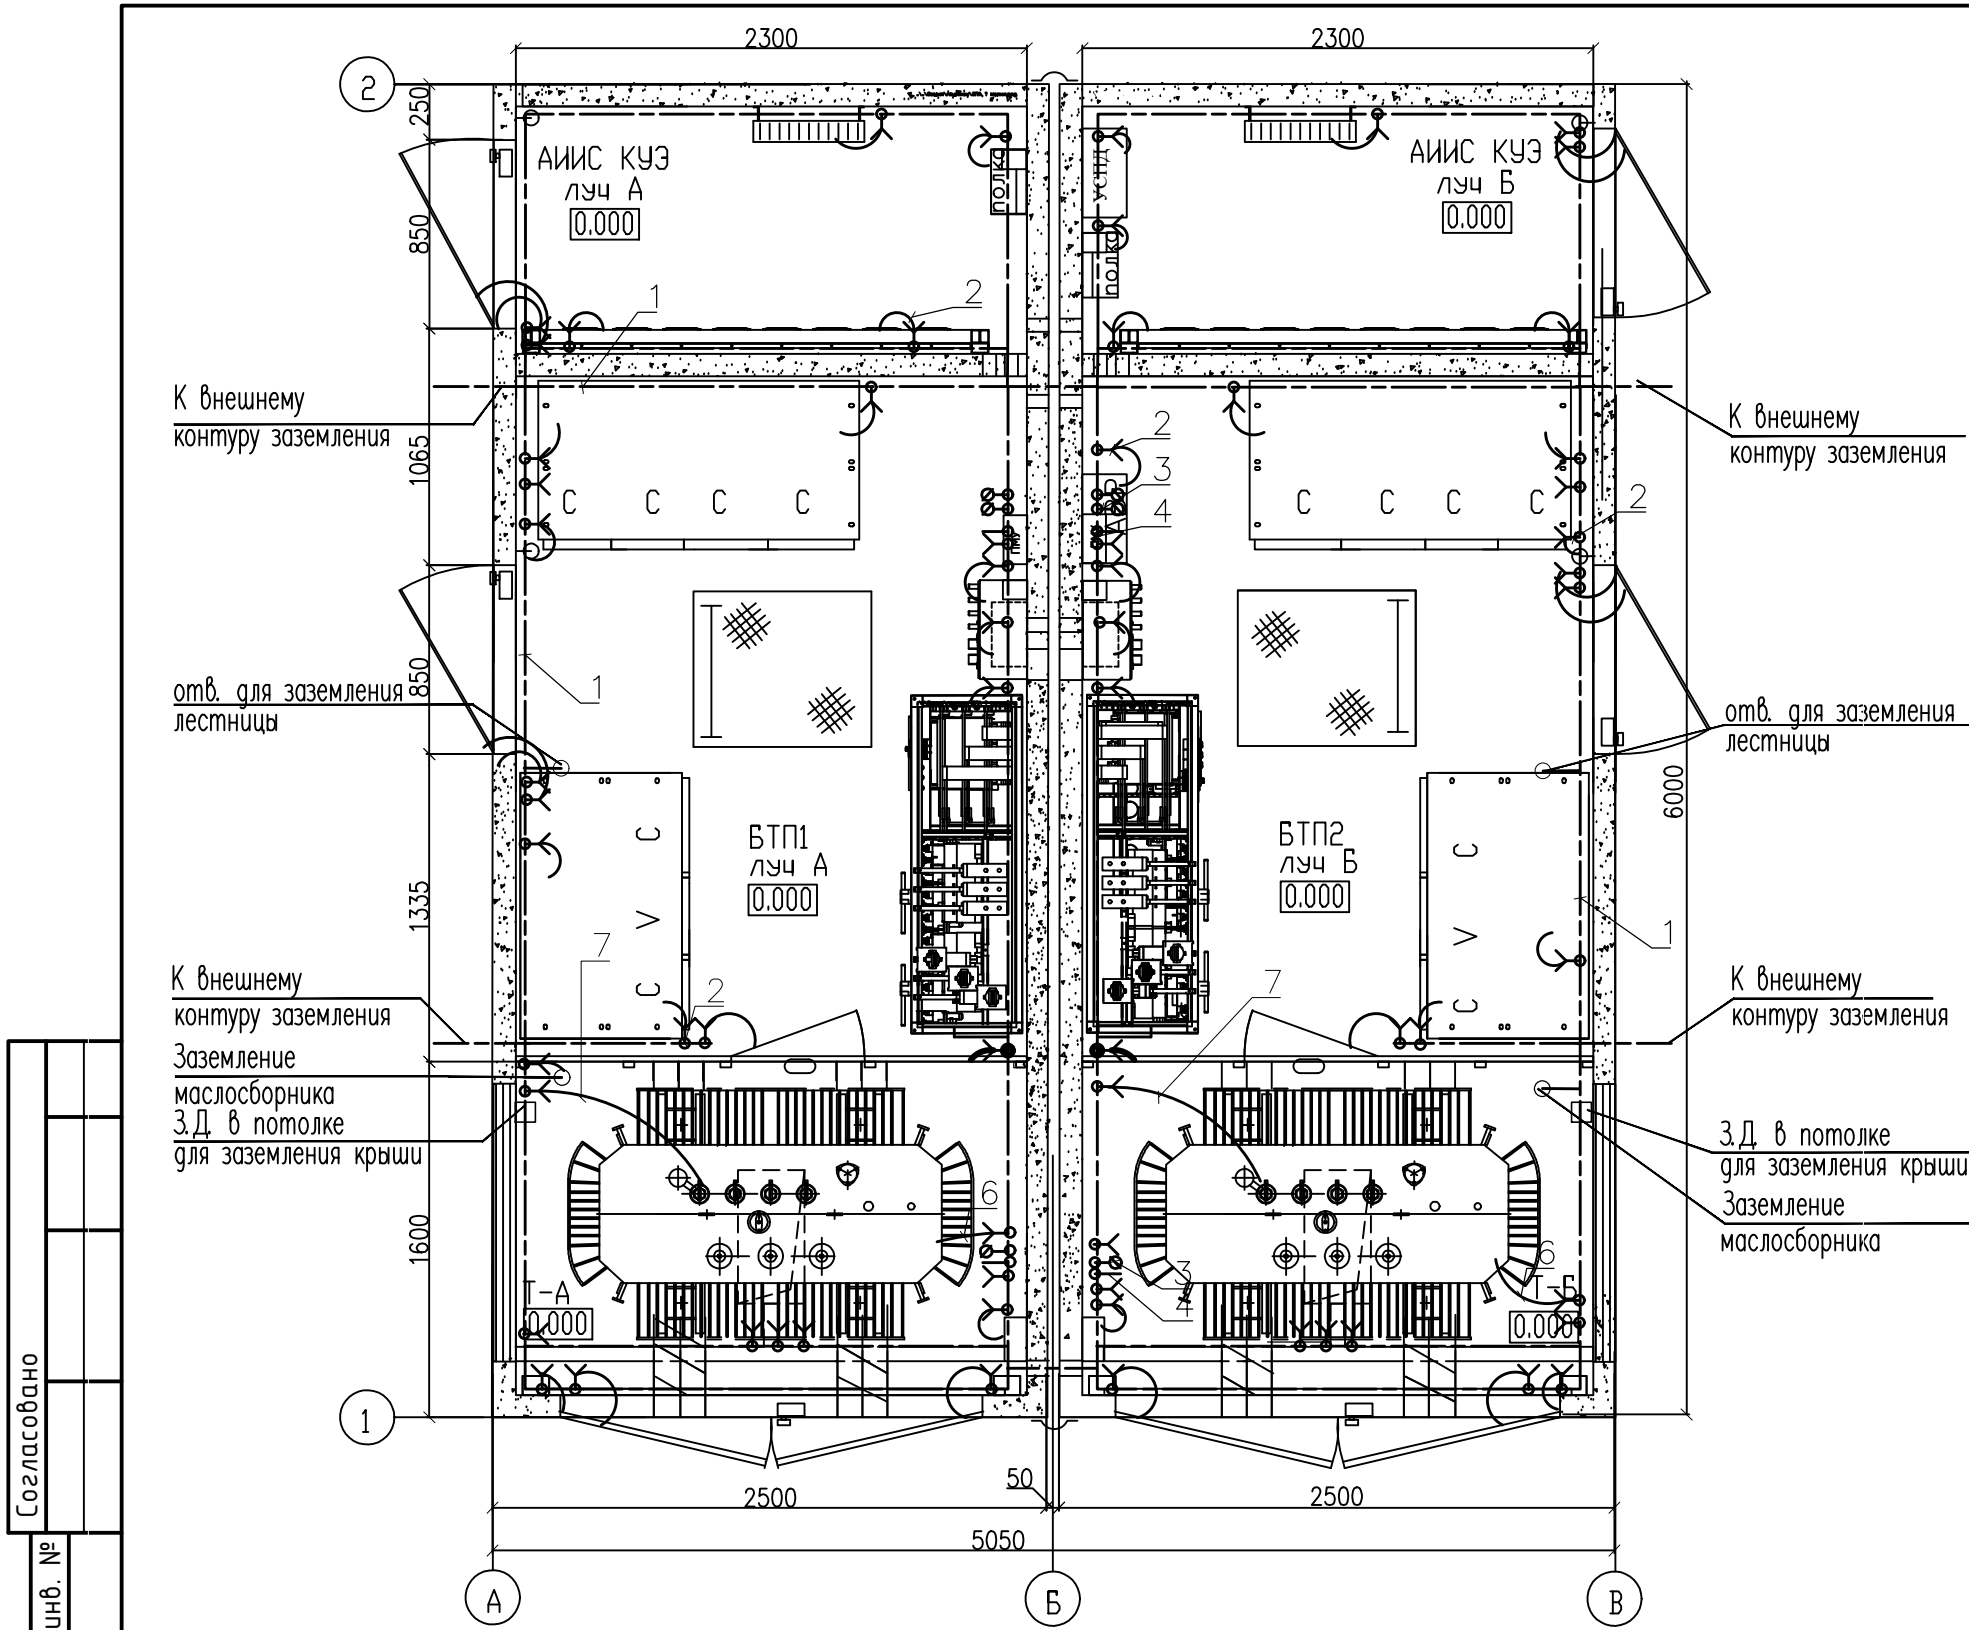 2300
2300
2
250
АИИС КУЭ
луч А
0.000
полка
УСПД
АИИС КУЭ
луч Б
0.000
850
полка
1
2
К внешнему
контуру заземления
К внешнему
контуру заземления
1065
2
3
4
2
С С С С
С С С С
ПМУ
850
отв. для заземления
лестницы
1
отв. для заземления
лестницы
6000
БТП1
луч А
0.000
БТП2
луч Б
0.000
С V С
С V С
1335
1
7
2
7
К внешнему
контуру заземления
К внешнему
контуру заземления
Заземление
маслосборника
З.Д. в потолке
для заземления крыши
З.Д. в потолке
для заземления крыши
Заземление
маслосборника
1600
6
6
3
4
Т-А
0.000
Т-Б
0.000
1
50
2500
2500
5050
А
Б
В
Согласовано
инв. №